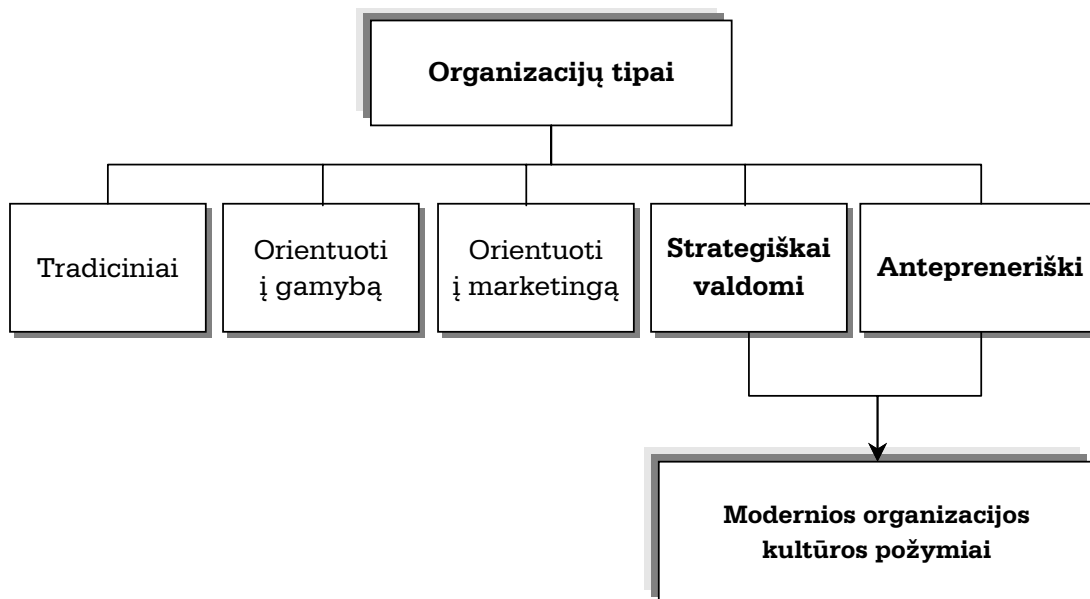 Organizacijų tipai
Tradiciniai
Orientuoti
į gamybą
Orientuoti
į marketingą
Strategiškai
valdomi
Antepreneriški
Modernios organizacijos
kultūros požymiai